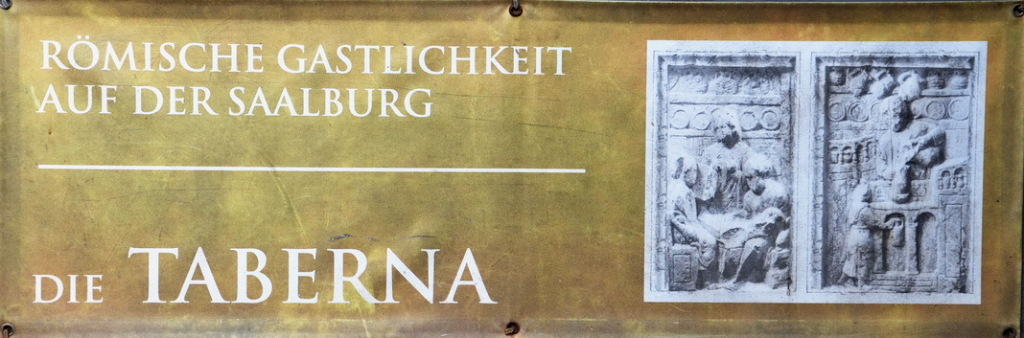 RÖMISCHE GASTLICHKEIT
AUF DER SAALBURG
DIE TABERNA